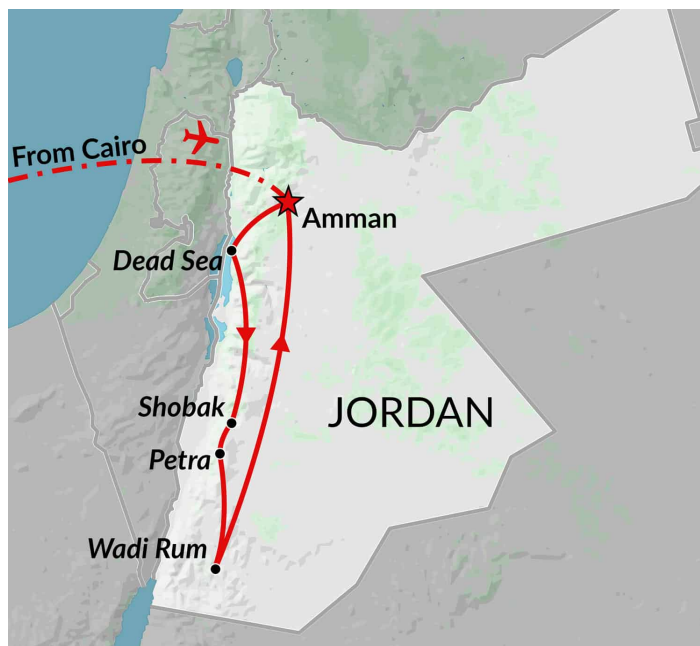 From Cairo
Amman
Dead Sea
Shobak
JORDAN
Petra
Wadi Rum